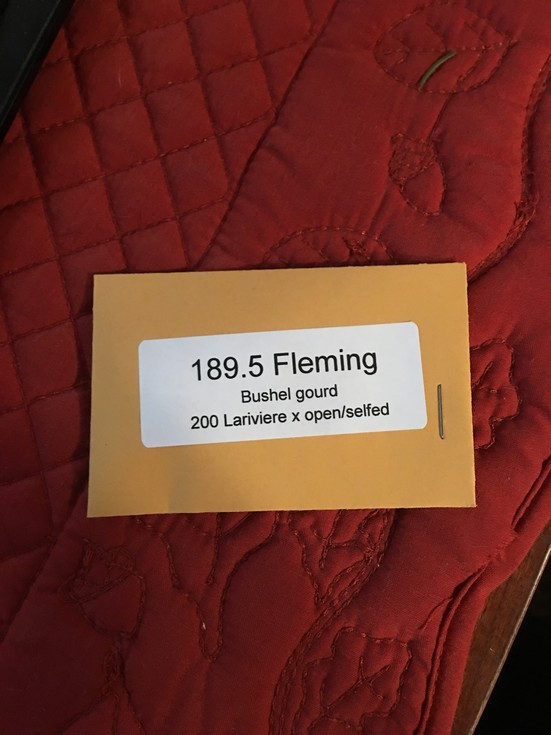 189.5 Fleming
Bushel gourd
200 Lariviere x open/selfed